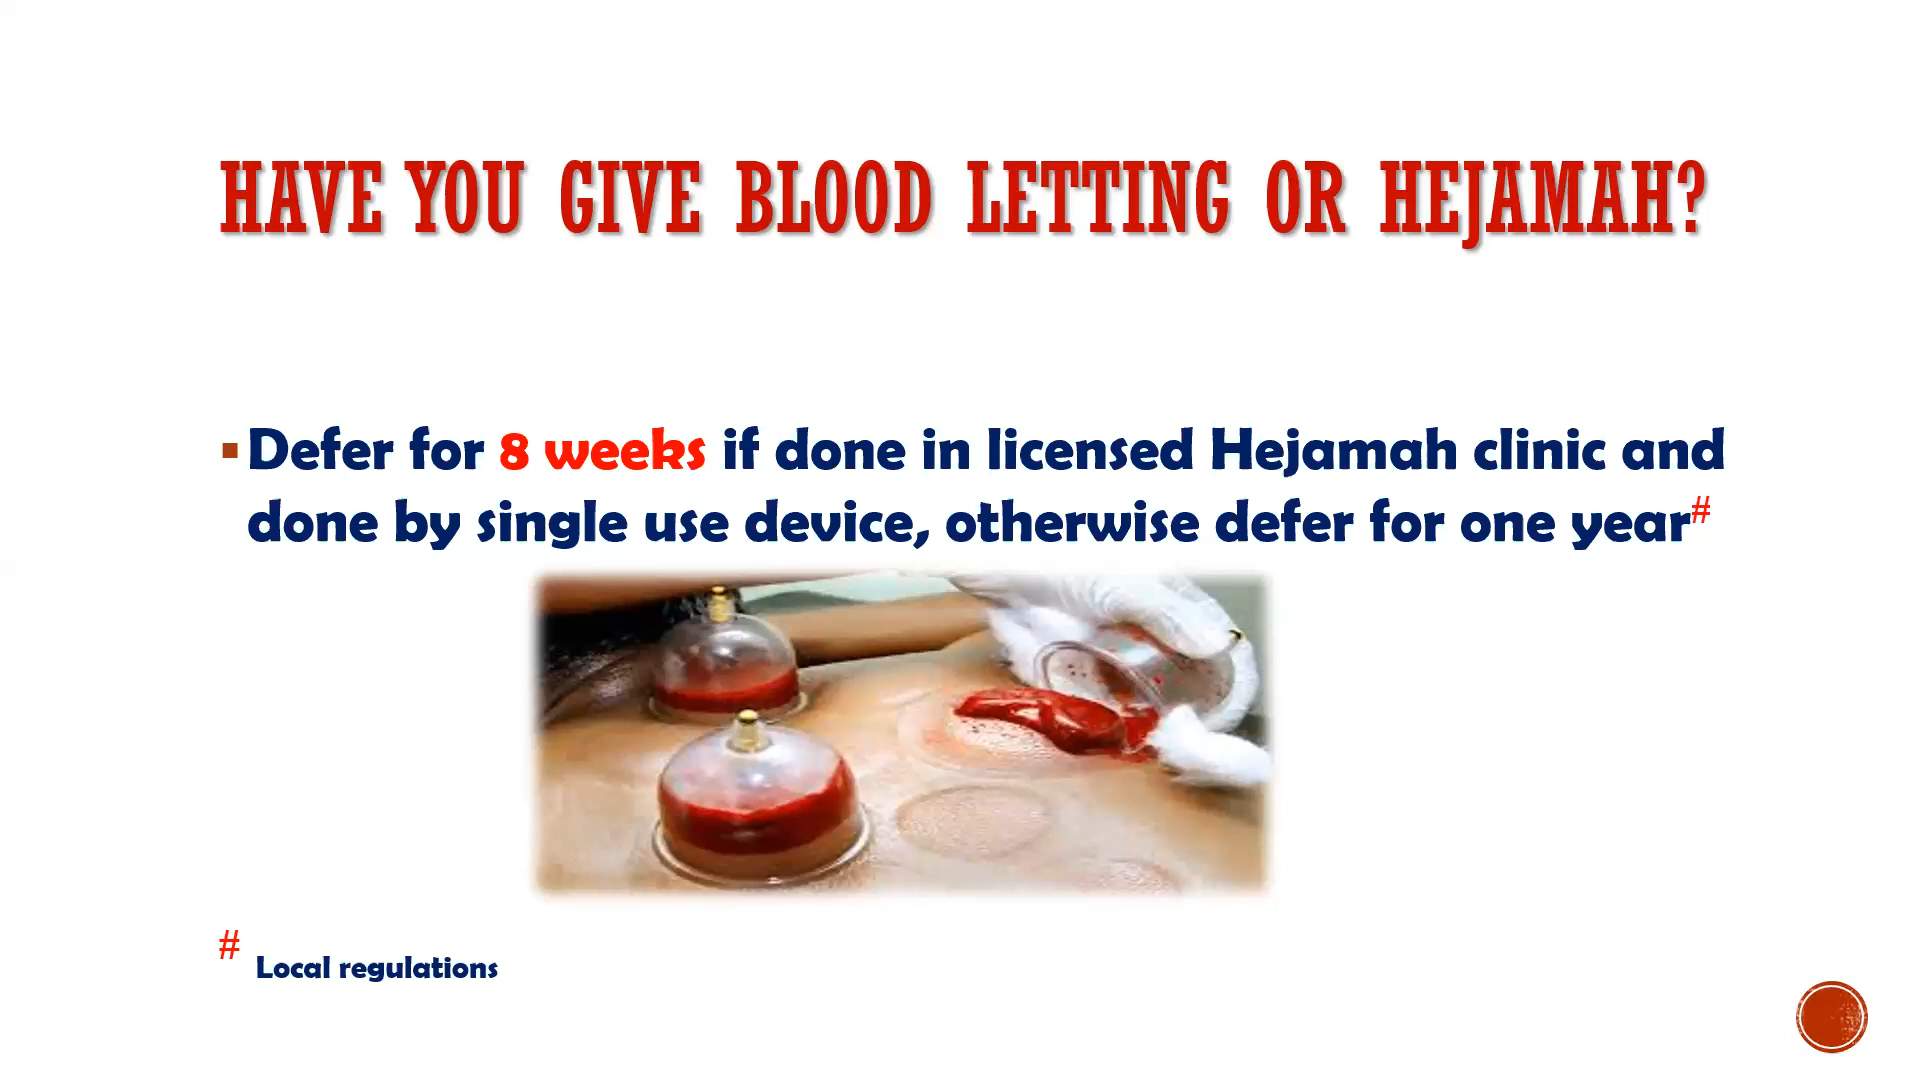 HAVE YOU GIVE BLOOD LETTING OR HEJAMAH?
▪Defer for 8 weeks if done in licensed Hejamah clinic and
done by single use device, otherwise defer for one year#
# Local regulations